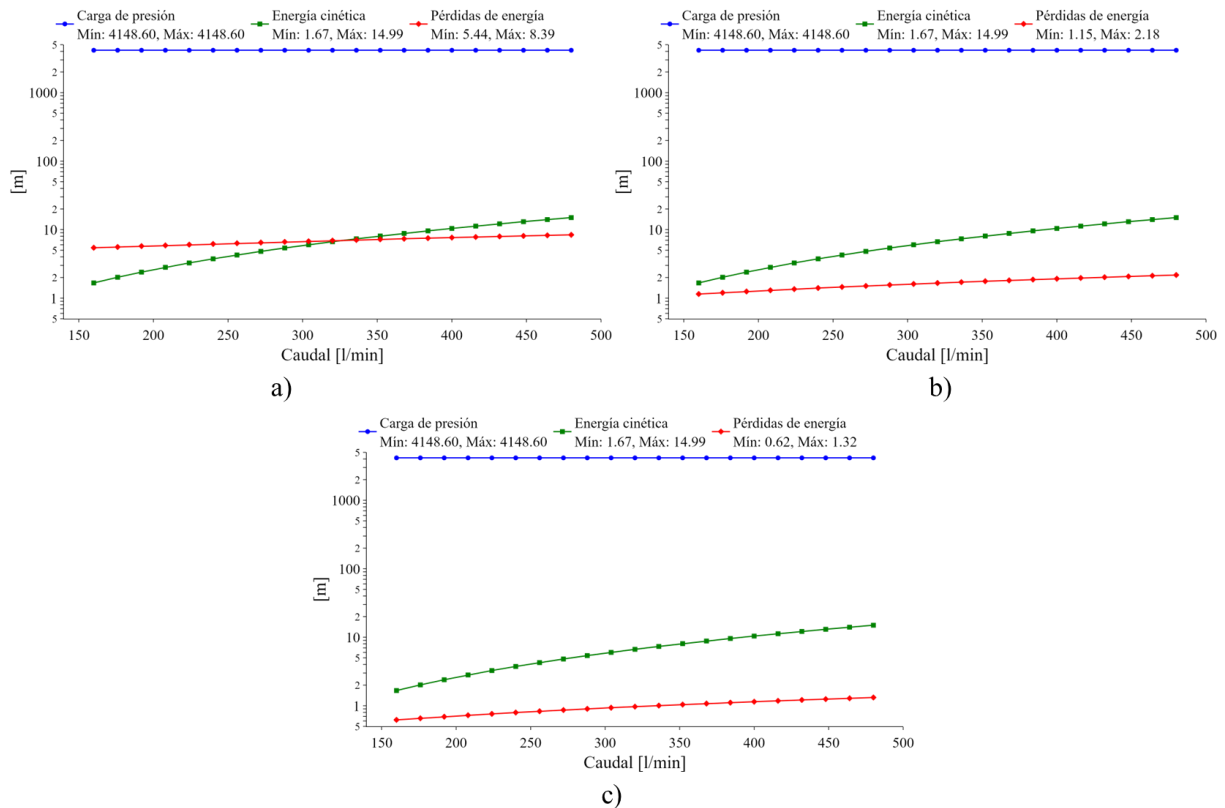 Carga de presión Energía cinética Pérdidas de energía
Mín: 4148.60, Máx: 4148.60 Mín: 1.67, Máx: 14.99 Mín: 5.44, Máx: 8.39
5
2
1000
5
2
100
5
2
10
5
2
1
5
[m]
150 200 250 300 350 400 450 500
Caudal [l/min]
a)
Carga de presión Energía cinética Pérdidas de energía
Mín: 4148.60, Máx: 4148.60 Mín: 1.67, Máx: 14.99 Mín: 1.15, Máx: 2.18
5
2
1000
5
2
100
5
2
10
5
2
1
5
[m]
150 200 250 300 350 400 450 500
Caudal [l/min]
b)
Carga de presión Energía cinética Pérdidas de energía
Mín: 4148.60, Máx: 4148.60 Mín: 1.67, Máx: 14.99 Mín: 0.62, Máx: 1.32
5
2
1000
5
2
100
5
2
10
5
2
1
5
[m]
150 200 250 300 350 400 450 500
Caudal [l/min]
c)